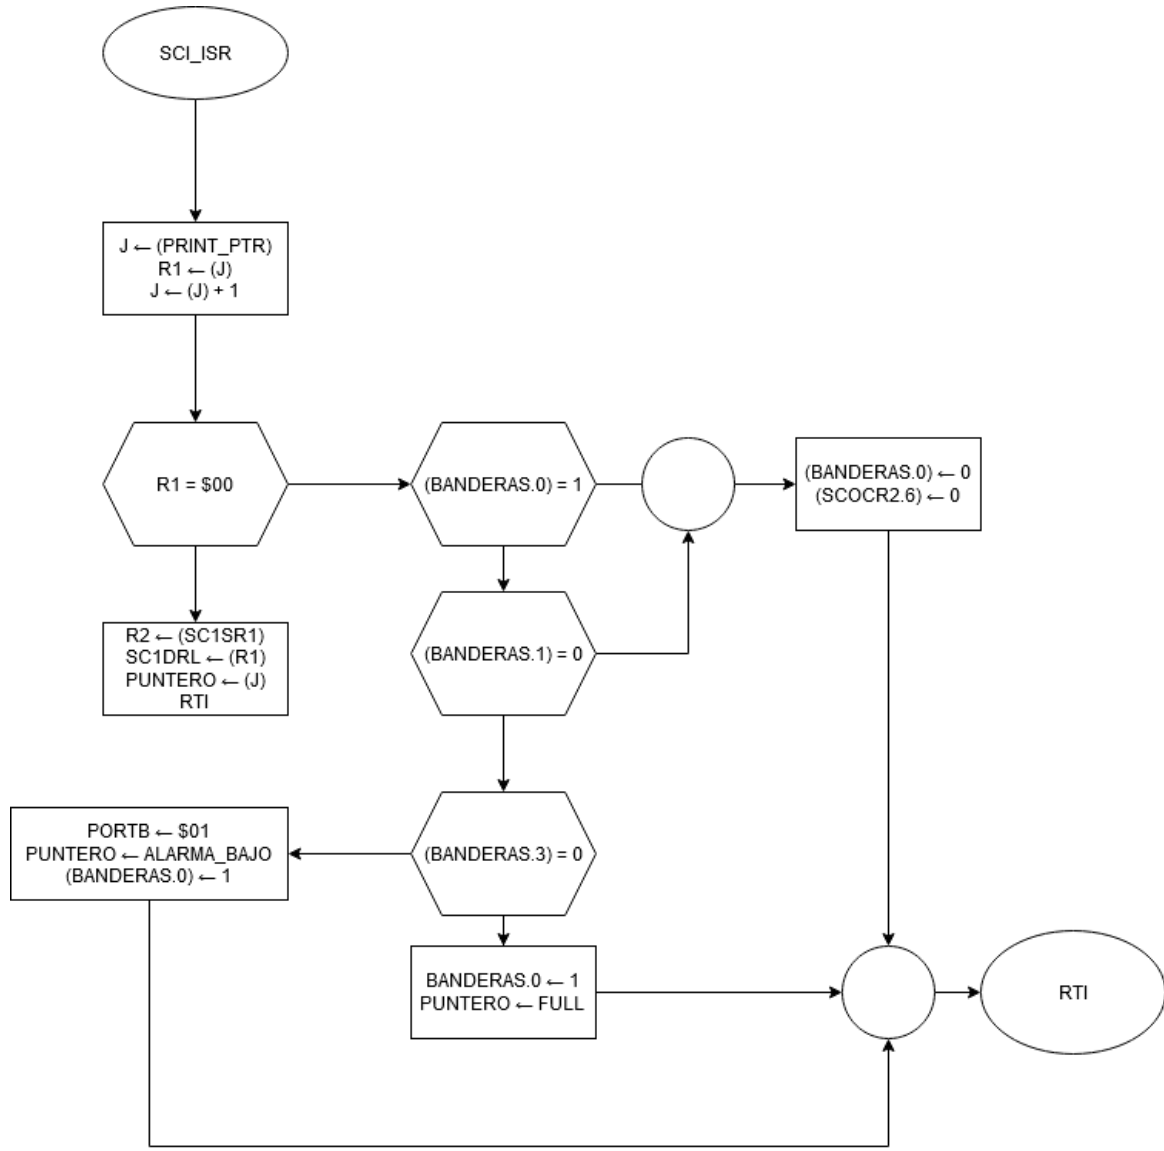 SCI_ISR
J ← (PRINT_PTR)
R1 ← (J)
J ← (J) + 1
R1 = $00
(BANDERAS.0) = 1
(BANDERAS.0) ← 0
(SCOCR2.6) ← 0
R2 ← (SC1SR1)
SC1DRL ← (R1)
PUNTERO ← (J)
RTI
(BANDERAS.1) = 0
PORTB ← $01
PUNTERO ← ALARMA_BAJO
(BANDERAS.0) ← 1
(BANDERAS.3) = 0
BANDERAS.0 ← 1
PUNTERO ← FULL
RTI